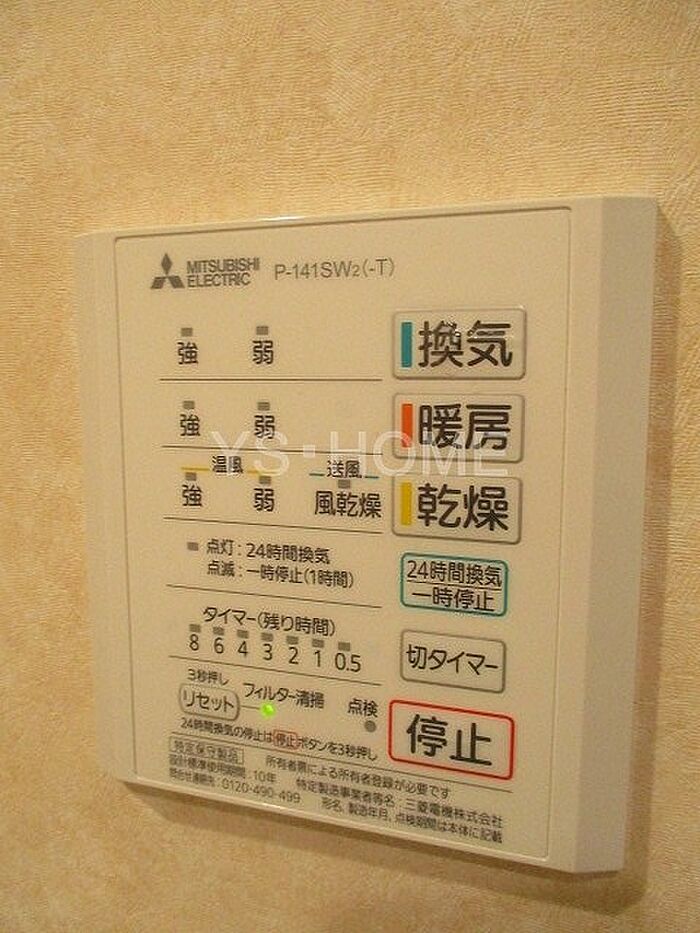 MITSUBISHI ELECTRIC P-141SW2(-T)
強 弱 換気
強 弱 暖房
YS・HOME
温風 送風
強 弱 風乾燥 乾燥
点灯：24時間換気
点滅：一時停止(1時間)
24時間換気
一時停止
タイマー(残り時間)
8 6 4 3 2 1 0.5
切タイマー
3秒押し
リセット フィルター清掃 点検
24時間換気の停止は停止ボタンを3秒押し
停止
特定保守製品 所有者票による所有者登録が必要です
設計標準使用期間：10年 特定製造事業者等名：三菱電機株式会社
問合せ連絡先：0120-490-499 形名、製造年月、点検期間は本体に記載